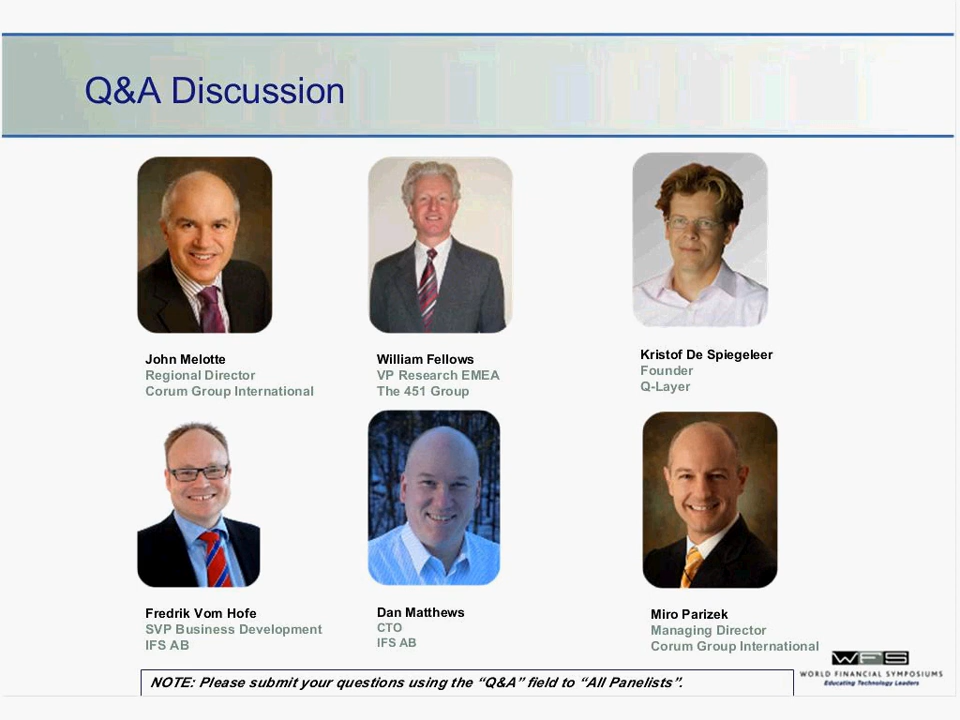 Q&A Discussion
John Melotte
Regional Director
Corum Group International
William Fellows
VP Research EMEA
The 451 Group
Kristof De Spiegeleer
Founder
Q-Layer
Fredrik Vom Hofe
SVP Business Development
IFS AB
Dan Matthews
CTO
IFS AB
Miro Parizek
Managing Director
Corum Group International
NOTE: Please submit your questions using the “Q&A” field to “All Panelists”.
WFS
WORLD FINANCIAL SYMPOSIUMS
Educating Technology Leaders